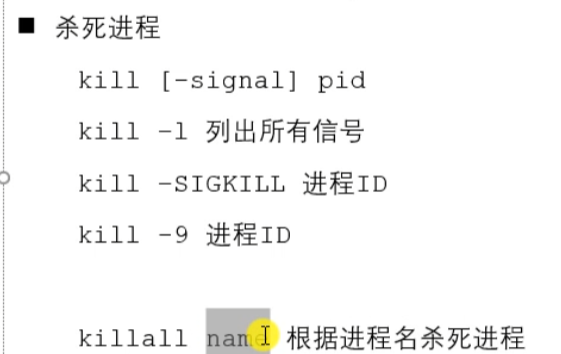 杀死进程
kill [-signal] pid
kill -l 列出所有信号
kill -SIGKILL 进程ID
kill -9 进程ID
killall name 根据进程名杀死进程